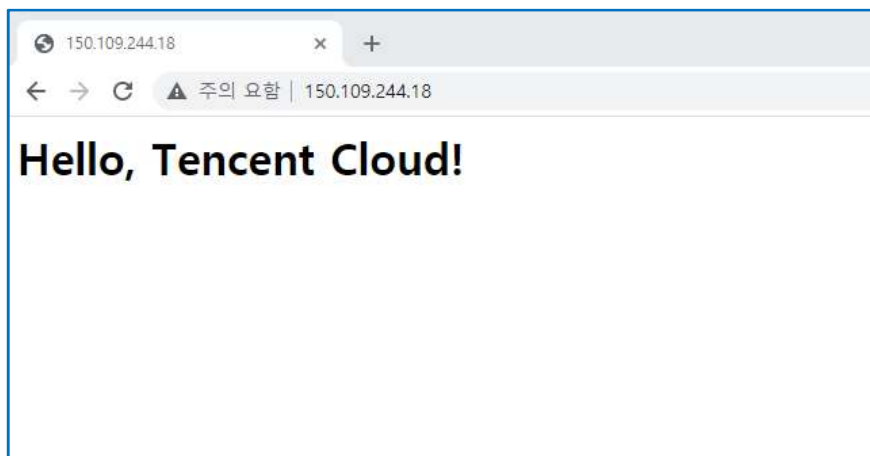 150.109.244.18
주의 요함 | 150.109.244.18
Hello, Tencent Cloud!